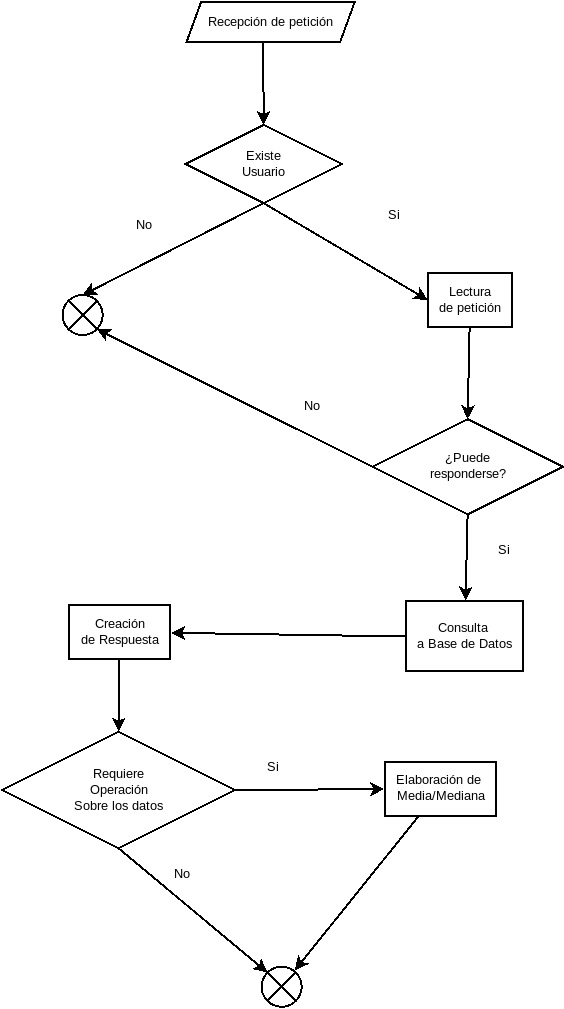 Recepción de petición
Existe
Usuario
No
Si
Lectura
de petición
No
¿Puede
responderse?
Si
Creación
de Respuesta
Consulta
a Base de Datos
Requiere
Operación
Sobre los datos
Si
Elaboración de
Media/Mediana
No